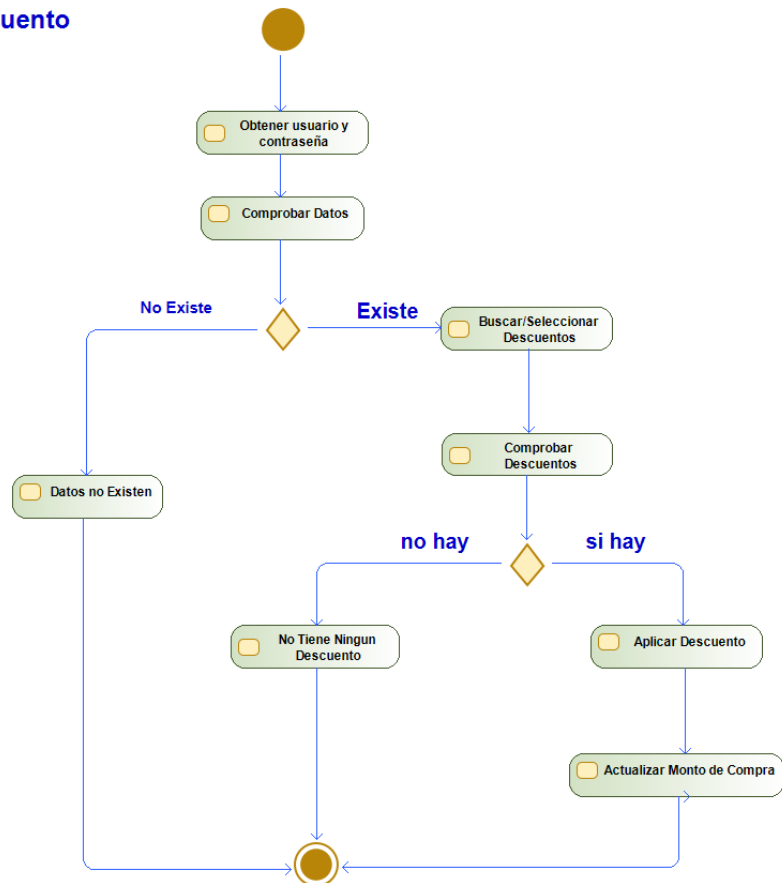 uento
Obtener usuario y
contraseña
Comprobar Datos
No Existe
Existe
Buscar/Seleccionar
Descuentos
Comprobar
Descuentos
Datos no Existen
no hay
si hay
No Tiene Ningun
Descuento
Aplicar Descuento
Actualizar Monto de Compra